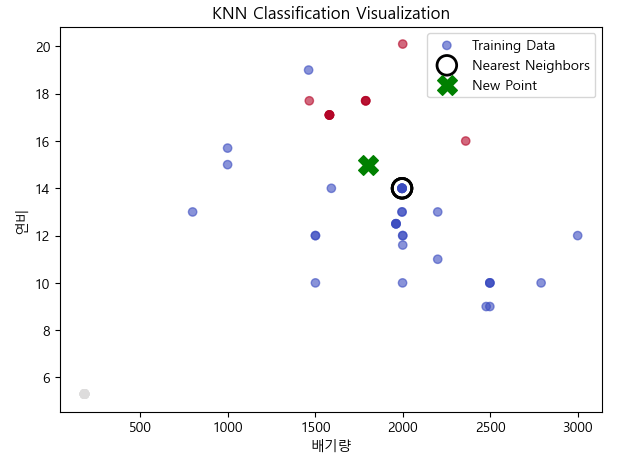 KNN Classification Visualization
Training Data
Nearest Neighbors
New Point
연비
20
18
16
14
12
10
8
6
500
1000
1500
2000
2500
3000
배기량